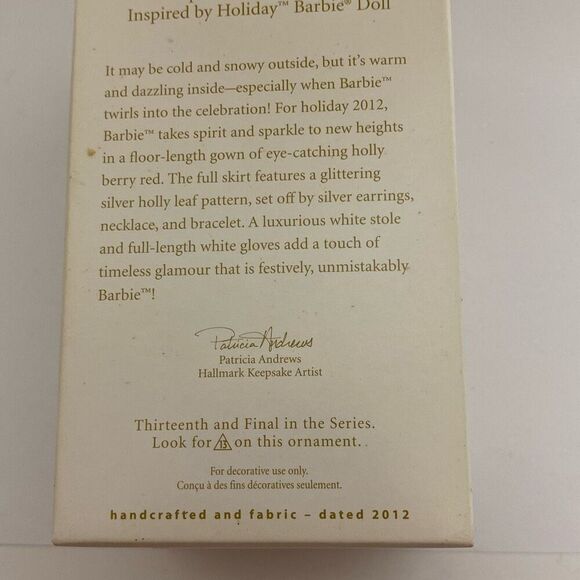 Inspired by Holiday™ Barbie® Doll
It may be cold and snowy outside, but it's warm
and dazzling inside—especially when Barbie™
twirls into the celebration! For holiday 2012,
Barbie™ takes spirit and sparkle to new heights
in a floor-length gown of eye-catching holly
berry red. The full skirt features a glittering
silver holly leaf pattern, set off by silver earrings,
necklace, and bracelet. A luxurious white stole
and full-length white gloves add a touch of
timeless glamour that is festively, unmistakably
Barbie™!
Patricia Andrews
Patricia Andrews
Hallmark Keepsake Artist
Thirteenth and Final in the Series.
Look for 13 on this ornament.
For decorative use only.
Conçu à des fins décoratives seulement.
handcrafted and fabric – dated 2012